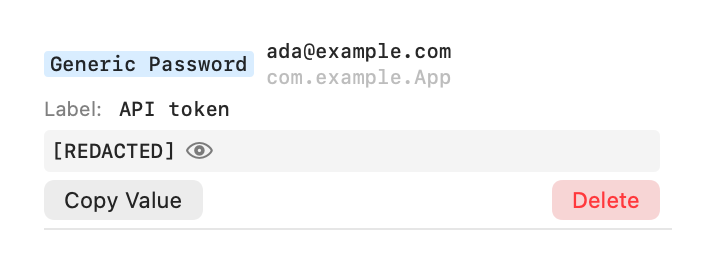 Generic Password ada@example.com
com.example.App
Label: API token
[REDACTED]
Copy Value Delete